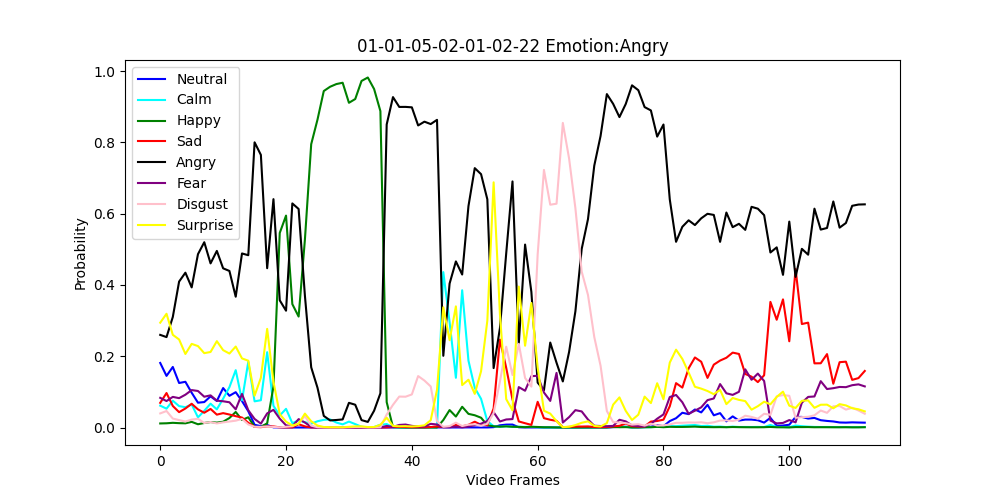 01-01-05-02-01-02-22 Emotion:Angry
1.0
0.8
0.6
0.4
0.2
0.0
Probability
Neutral
Calm
Happy
Sad
Angry
Fear
Disgust
Surprise
0
20
40
60
80
100
Video Frames